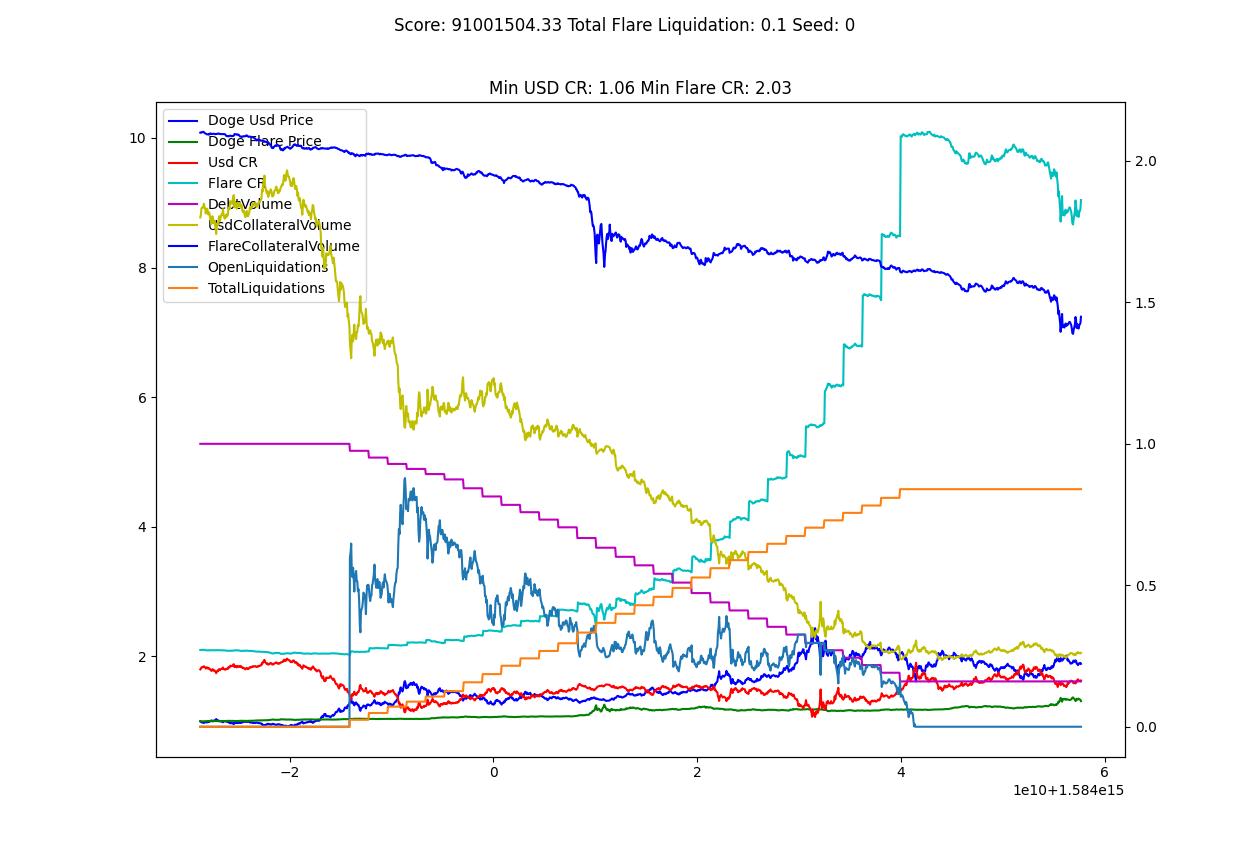 Score: 91001504.33 Total Flare Liquidation: 0.1 Seed: 0
Min USD CR: 1.06 Min Flare CR: 2.03
Doge Usd Price
Doge Flare Price
Usd CR
Flare CR
DebtVolume
UsdCollateralVolume
FlareCollateralVolume
OpenLiquidations
TotalLiquidations
10
8
6
4
2
2.0
1.5
1.0
0.5
0.0
−2
0
2
4
6
1e10+1.584e15